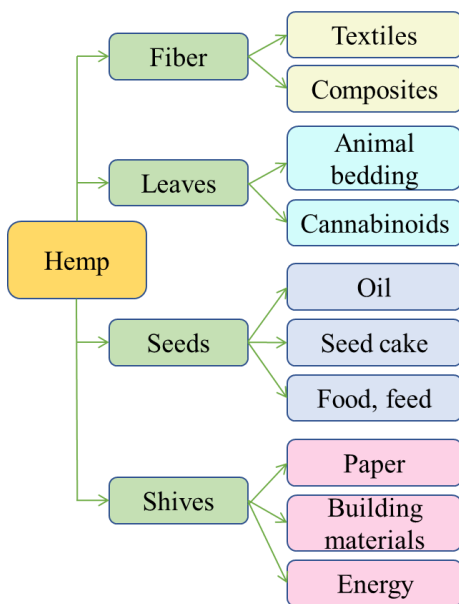 Hemp
Fiber
Textiles
Composites
Leaves
Animal
bedding
Cannabinoids
Seeds
Oil
Seed cake
Food, feed
Shives
Paper
Building
materials
Energy